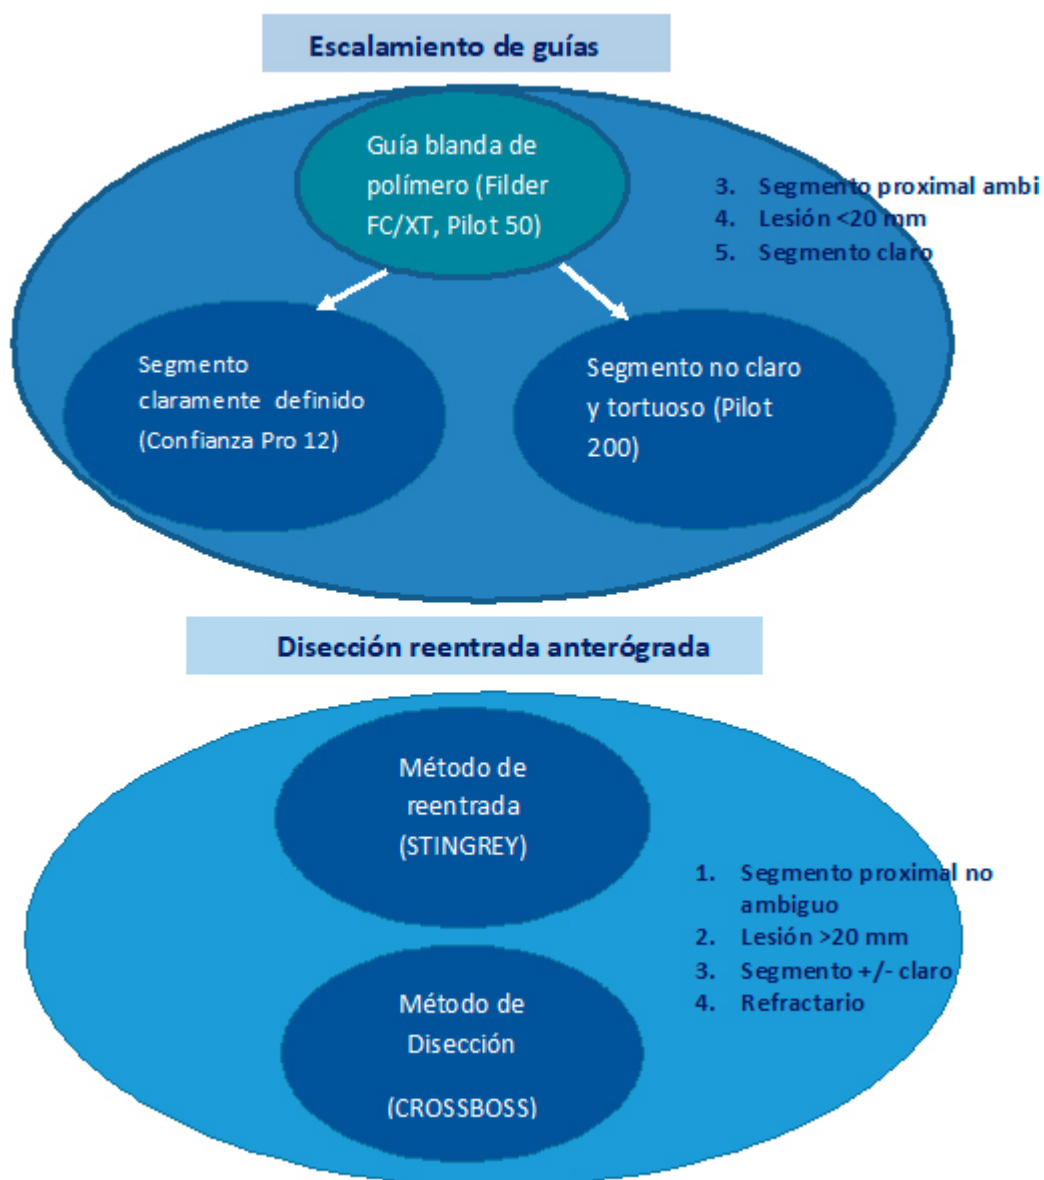 Escalamiento de guías
Guía blanda de
polímero (Filder
FC/XT, Pilot 50)
3. Segmento proximal ambi
4. Lesión <20 mm
5. Segmento claro
Segmento
claramente definido
(Confianza Pro 12)
Segmento no claro
y tortuoso (Pilot
200)
Disección reentrada anterógrada
Método de
reentrada
(STINGREY)
1. Segmento proximal no
ambiguo
2. Lesión >20 mm
3. Segmento +/- claro
4. Refractario
Método de
Disección
(CROSSBOSS)